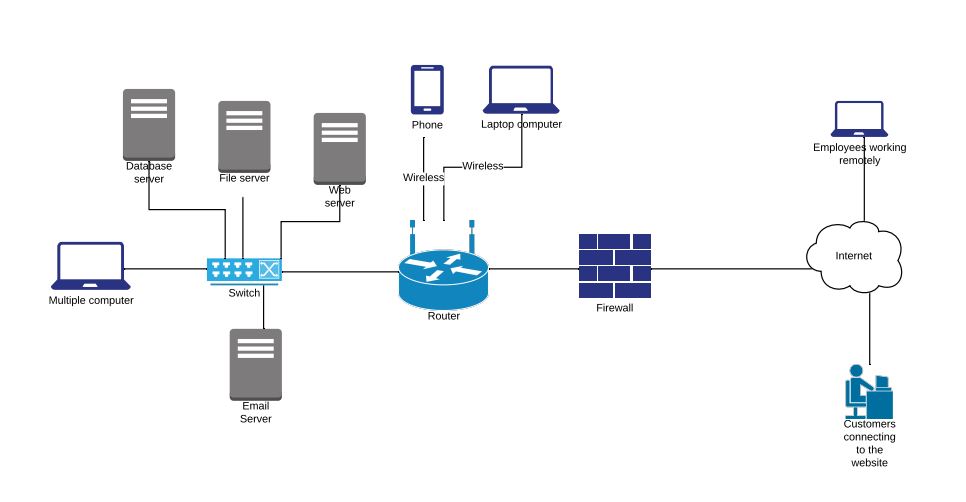 Phone
Laptop computer
Employees working
remotely
Database
server
File server
Web
server
Wireless
Wireless
Internet
Multiple computer
Switch
Router
Firewall
Email
Server
Customers
connecting
to the
website